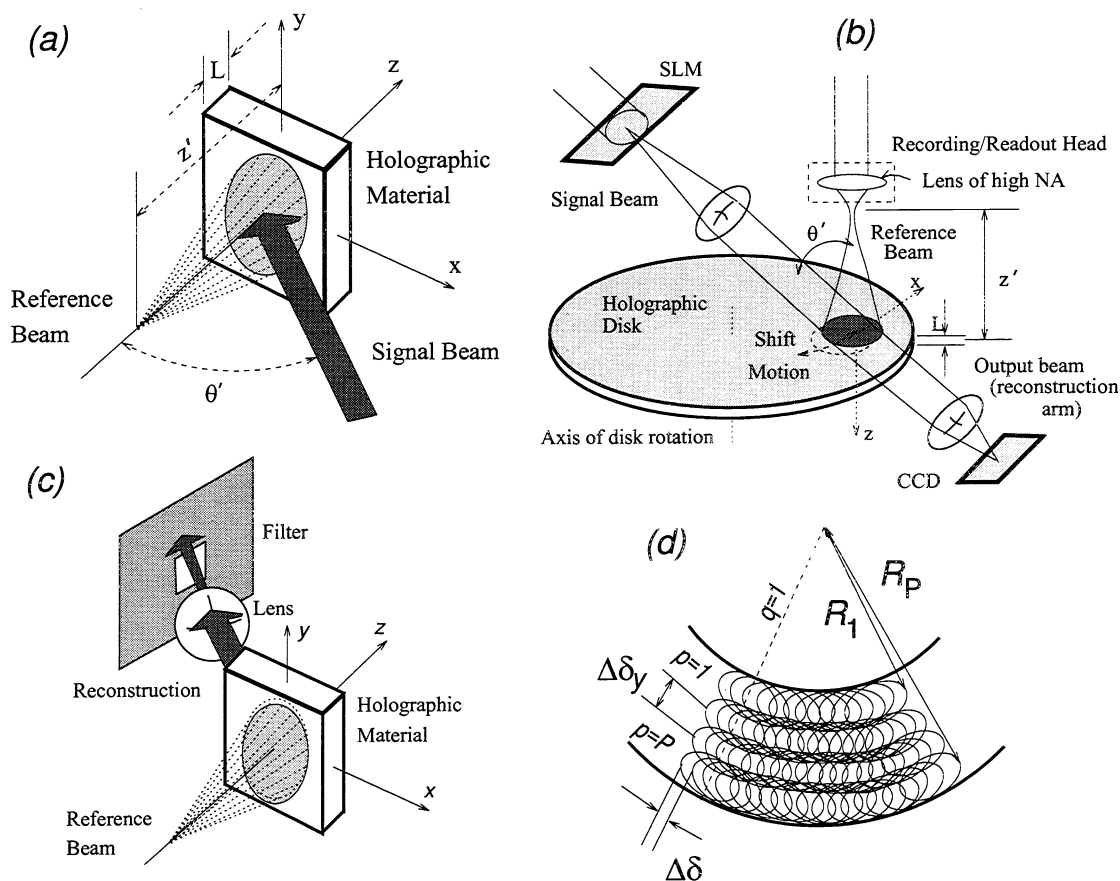 (a)
y
L
z
z'
Holographic
Material
x
Reference
Beam
Signal Beam
θ'
(b)
SLM
Recording/Readout Head
Lens of high NA
Signal Beam
θ'
Reference
Beam
z'
x
Holographic
Disk
L
Shift
Motion
Output beam
(reconstruction
arm)
Axis of disk rotation
z
CCD
(c)
Filter
Lens
y
z
Reconstruction
Holographic
Material
x
Reference
Beam
(d)
q=1
R_P
R_1
p=1
Δδ_y
p=P
Δδ